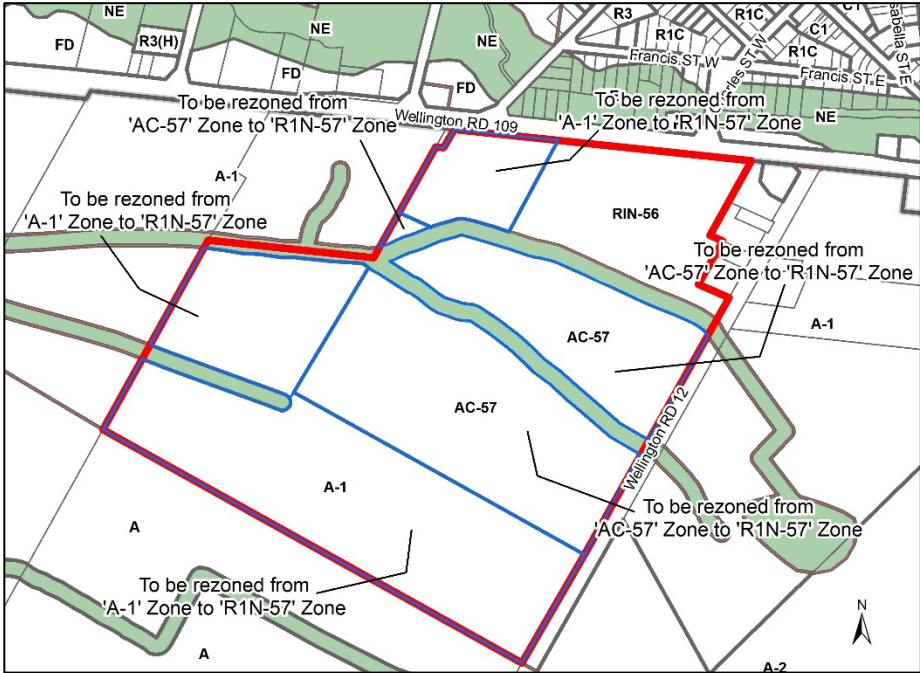 NE
R3(H)
FD
FD
NE
NE
FD
R3
R1C
R1C
C1
R1C
C1
Isabella ST E
Francis ST W
Charles ST W
Francis ST E
NE
Wellington RD 109
To be rezoned from
'AC-57' Zone to 'R1N-57' Zone
To be rezoned from
'A-1' Zone to 'R1N-57' Zone
A-1
To be rezoned from
'A-1' Zone to 'R1N-57' Zone
RIN-56
To be rezoned from
'AC-57' Zone to 'R1N-57' Zone
A-1
AC-57
AC-57
Wellington RD 12
A-1
To be rezoned from
'AC-57' Zone to 'R1N-57' Zone
A
To be rezoned from
'A-1' Zone to 'R1N-57' Zone
N
A
A-2